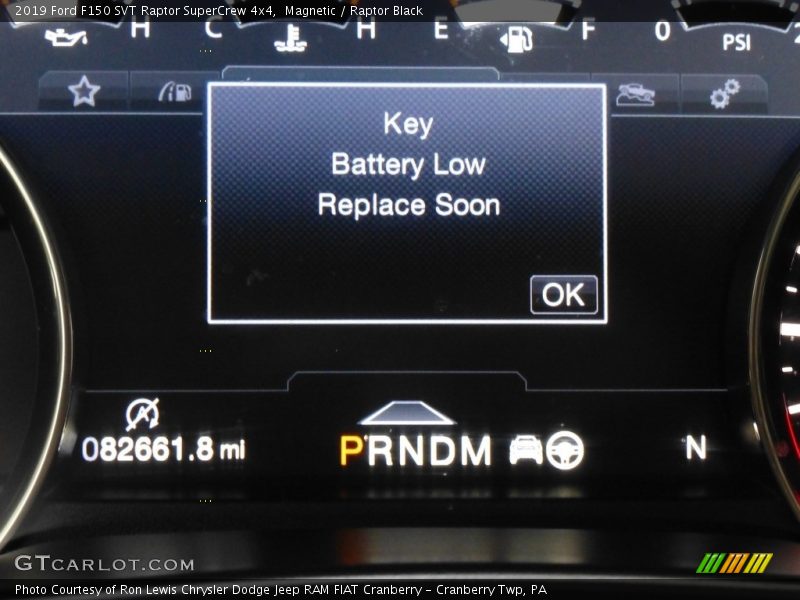 2019 Ford F150 SVT Raptor SuperCrew 4x4, Magnetic / Raptor Black
H C H E F 0 2
PSI
Key
Battery Low
Replace Soon
OK
082661.8 mi PRNDM N
GTCARLOT.COM
Photo Courtesy of Ron Lewis Chrysler Dodge Jeep RAM FIAT Cranberry – Cranberry Twp, PA